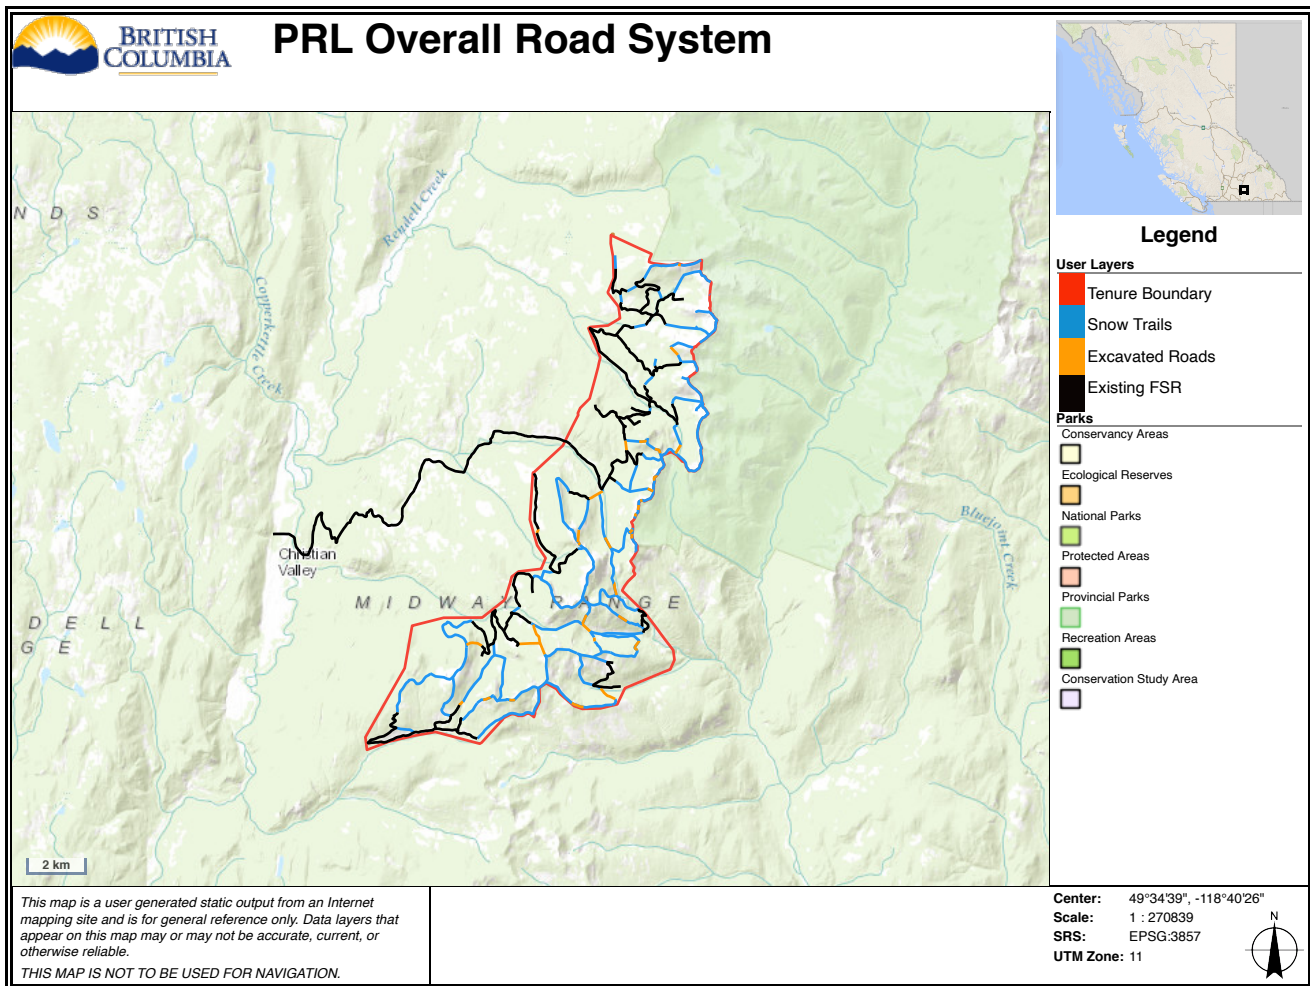 BRITISH
COLUMBIA
PRL Overall Road System
N D S
Rendell Creek
Copperkettle Creek
Christian
Valley
M I D W A Y R A N G E
D E L L
G E
Bluejoint Creek
2 km
Legend
User Layers
Tenure Boundary
Snow Trails
Excavated Roads
Existing FSR
Parks
Conservancy Areas
Ecological Reserves
National Parks
Protected Areas
Provincial Parks
Recreation Areas
Conservation Study Area
This map is a user generated static output from an Internet
mapping site and is for general reference only. Data layers that
appear on this map may or may not be accurate, current, or
otherwise reliable.
THIS MAP IS NOT TO BE USED FOR NAVIGATION.
Center: 49°34'39", -118°40'26"
Scale: 1 : 270839
SRS: EPSG:3857
UTM Zone: 11
N